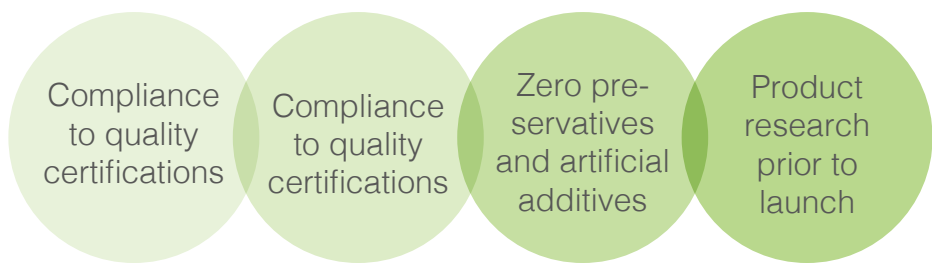 Compliance
to quality
certifications
Compliance
to quality
certifications
Zero pre-
servatives
and artificial
additives
Product
research
prior to
launch